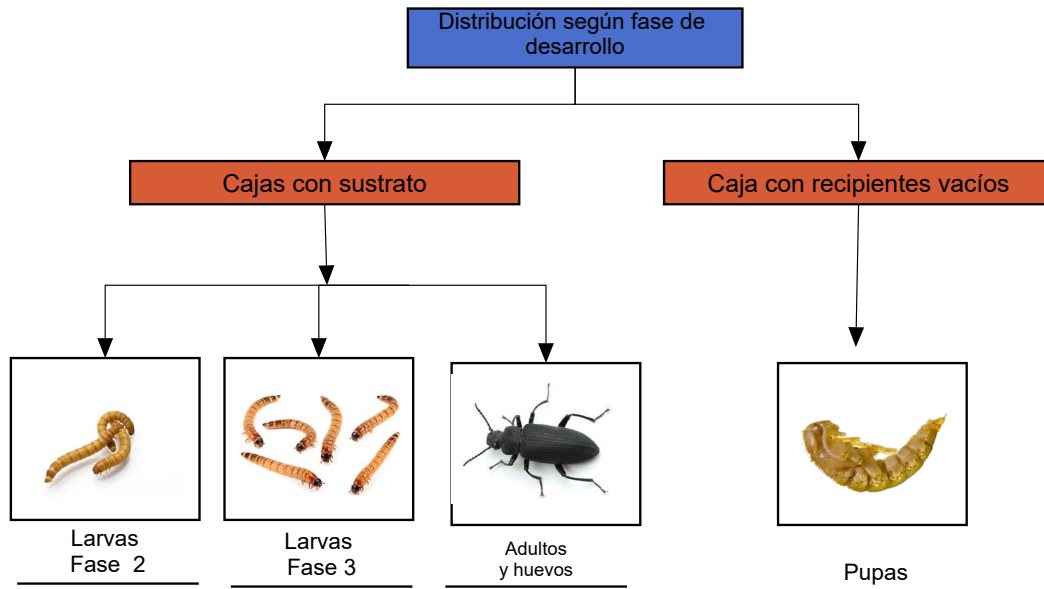 Distribución según fase de
desarrollo
Cajas con sustrato
Caja con recipientes vacíos
Larvas
Fase 2
Larvas
Fase 3
Adultos
y huevos
Pupas